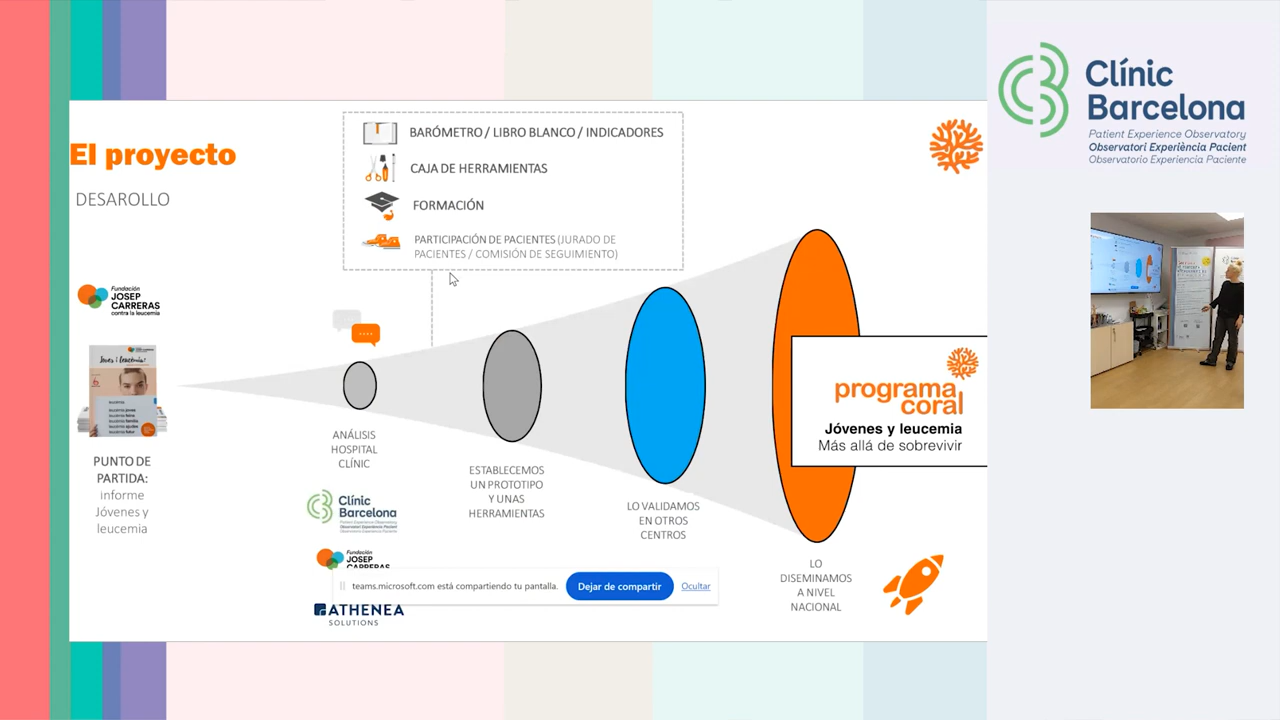 El proyecto
DESAROLLO
BARÓMETRO / LIBRO BLANCO / INDICADORES
CAJA DE HERRAMIENTAS
FORMACIÓN
PARTICIPACIÓN DE PACIENTES (JURADO DE
PACIENTES / COMISIÓN DE SEGUIMIENTO)
Fundación
JOSEP
CARRERAS
contra la leucemia
PUNTO DE
PARTIDA:
informe
Jóvenes y
leucemia
ANÁLISIS
HOSPITAL
CLÍNIC
Clínic
Barcelona
Fundación
JOSEP
CARRERAS
ATHENEA
SOLUTIONS
ESTABLECEMOS
UN PROTOTIPO
Y UNAS
HERRAMIENTAS
LO VALIDAMOS
EN OTROS
CENTROS
LO
DISEMINAMOS
A NIVEL
NACIONAL
programa
coral
Jóvenes y leucemia
Más allá de sobrevivir
teams.microsoft.com está compartiendo tu pantalla.
Dejar de compartir
Ocultar
Clínic
Barcelona
Patient Experience Observatory
Observatori Experiència Pacient
Observatorio Experiencia Paciente